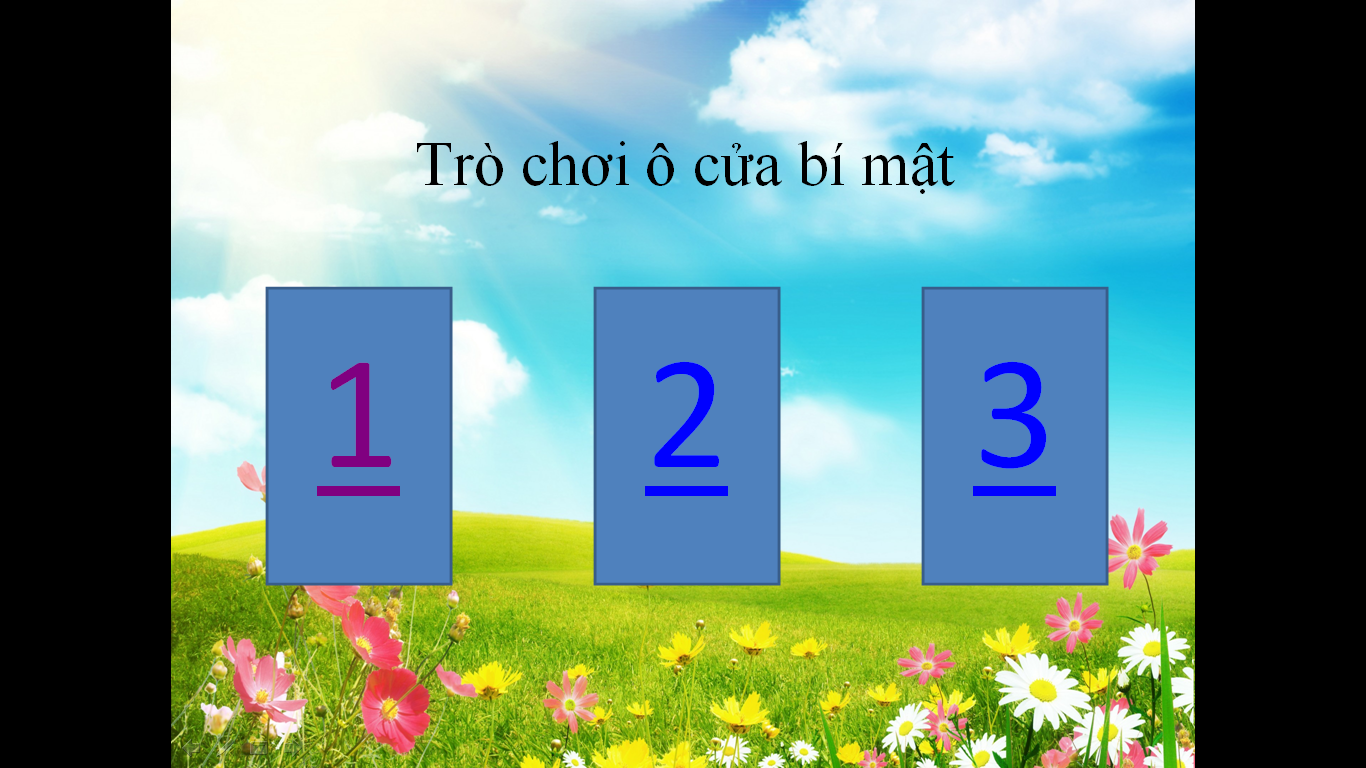 Trò chơi ô cửa bí mật
1 2 3